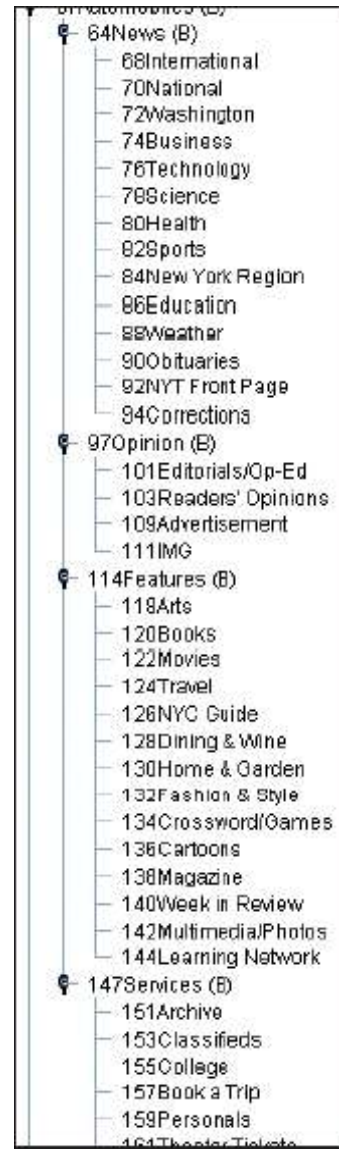 64News (B)
68International
70National
72Washington
74Business
76Technology
78Science
80Health
82Sports
84New York Region
86Education
88Weather
90Obituaries
92NYT Front Page
94Corrections
97Opinion (B)
101Editorials/Op-Ed
103Readers' Opinions
109Advertisement
111IMG
114Features (B)
118Arts
120Books
122Movies
124Travel
126NYC Guide
128Dining & Wine
130Home & Garden
132Fashion & Style
134Crossword/Games
136Cartoons
138Magazine
140Week in Review
142Multimedia/Photos
144Learning Network
147Services (B)
151Archive
153Classifieds
155College
157Book a Trip
159Personals
161Theater Tickets